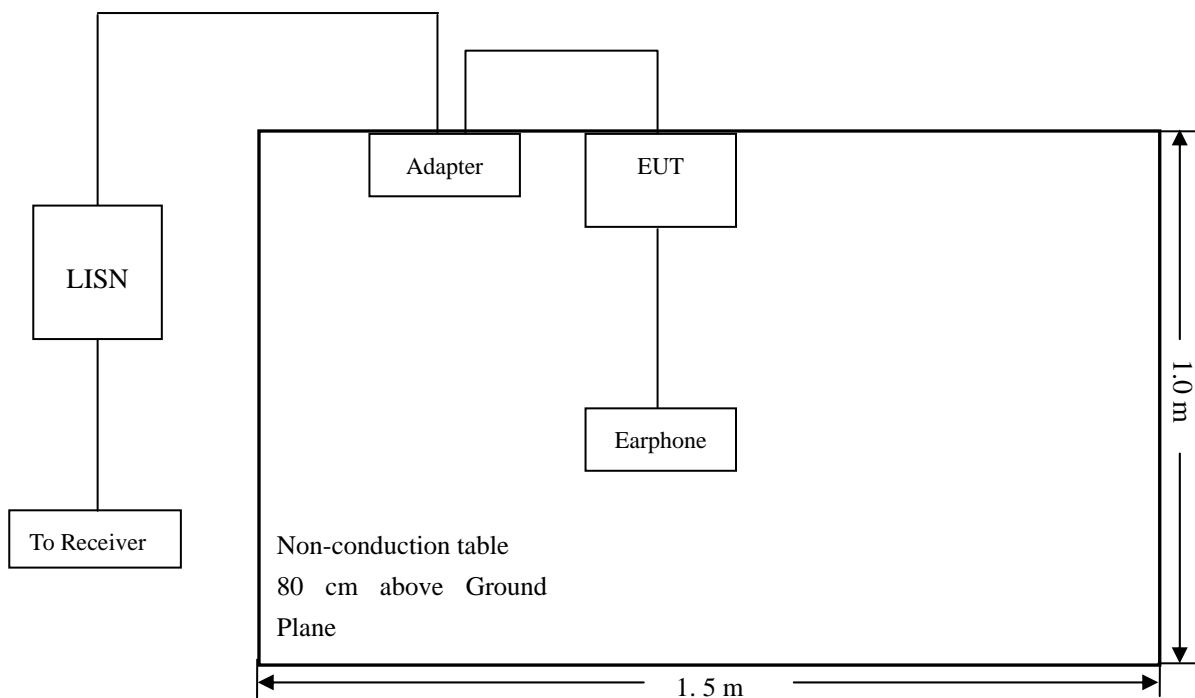 Adapter
EUT
LISN
1.0 m
Earphone
To Receiver
Non-conduction table
80 cm above Ground
Plane
1. 5 m